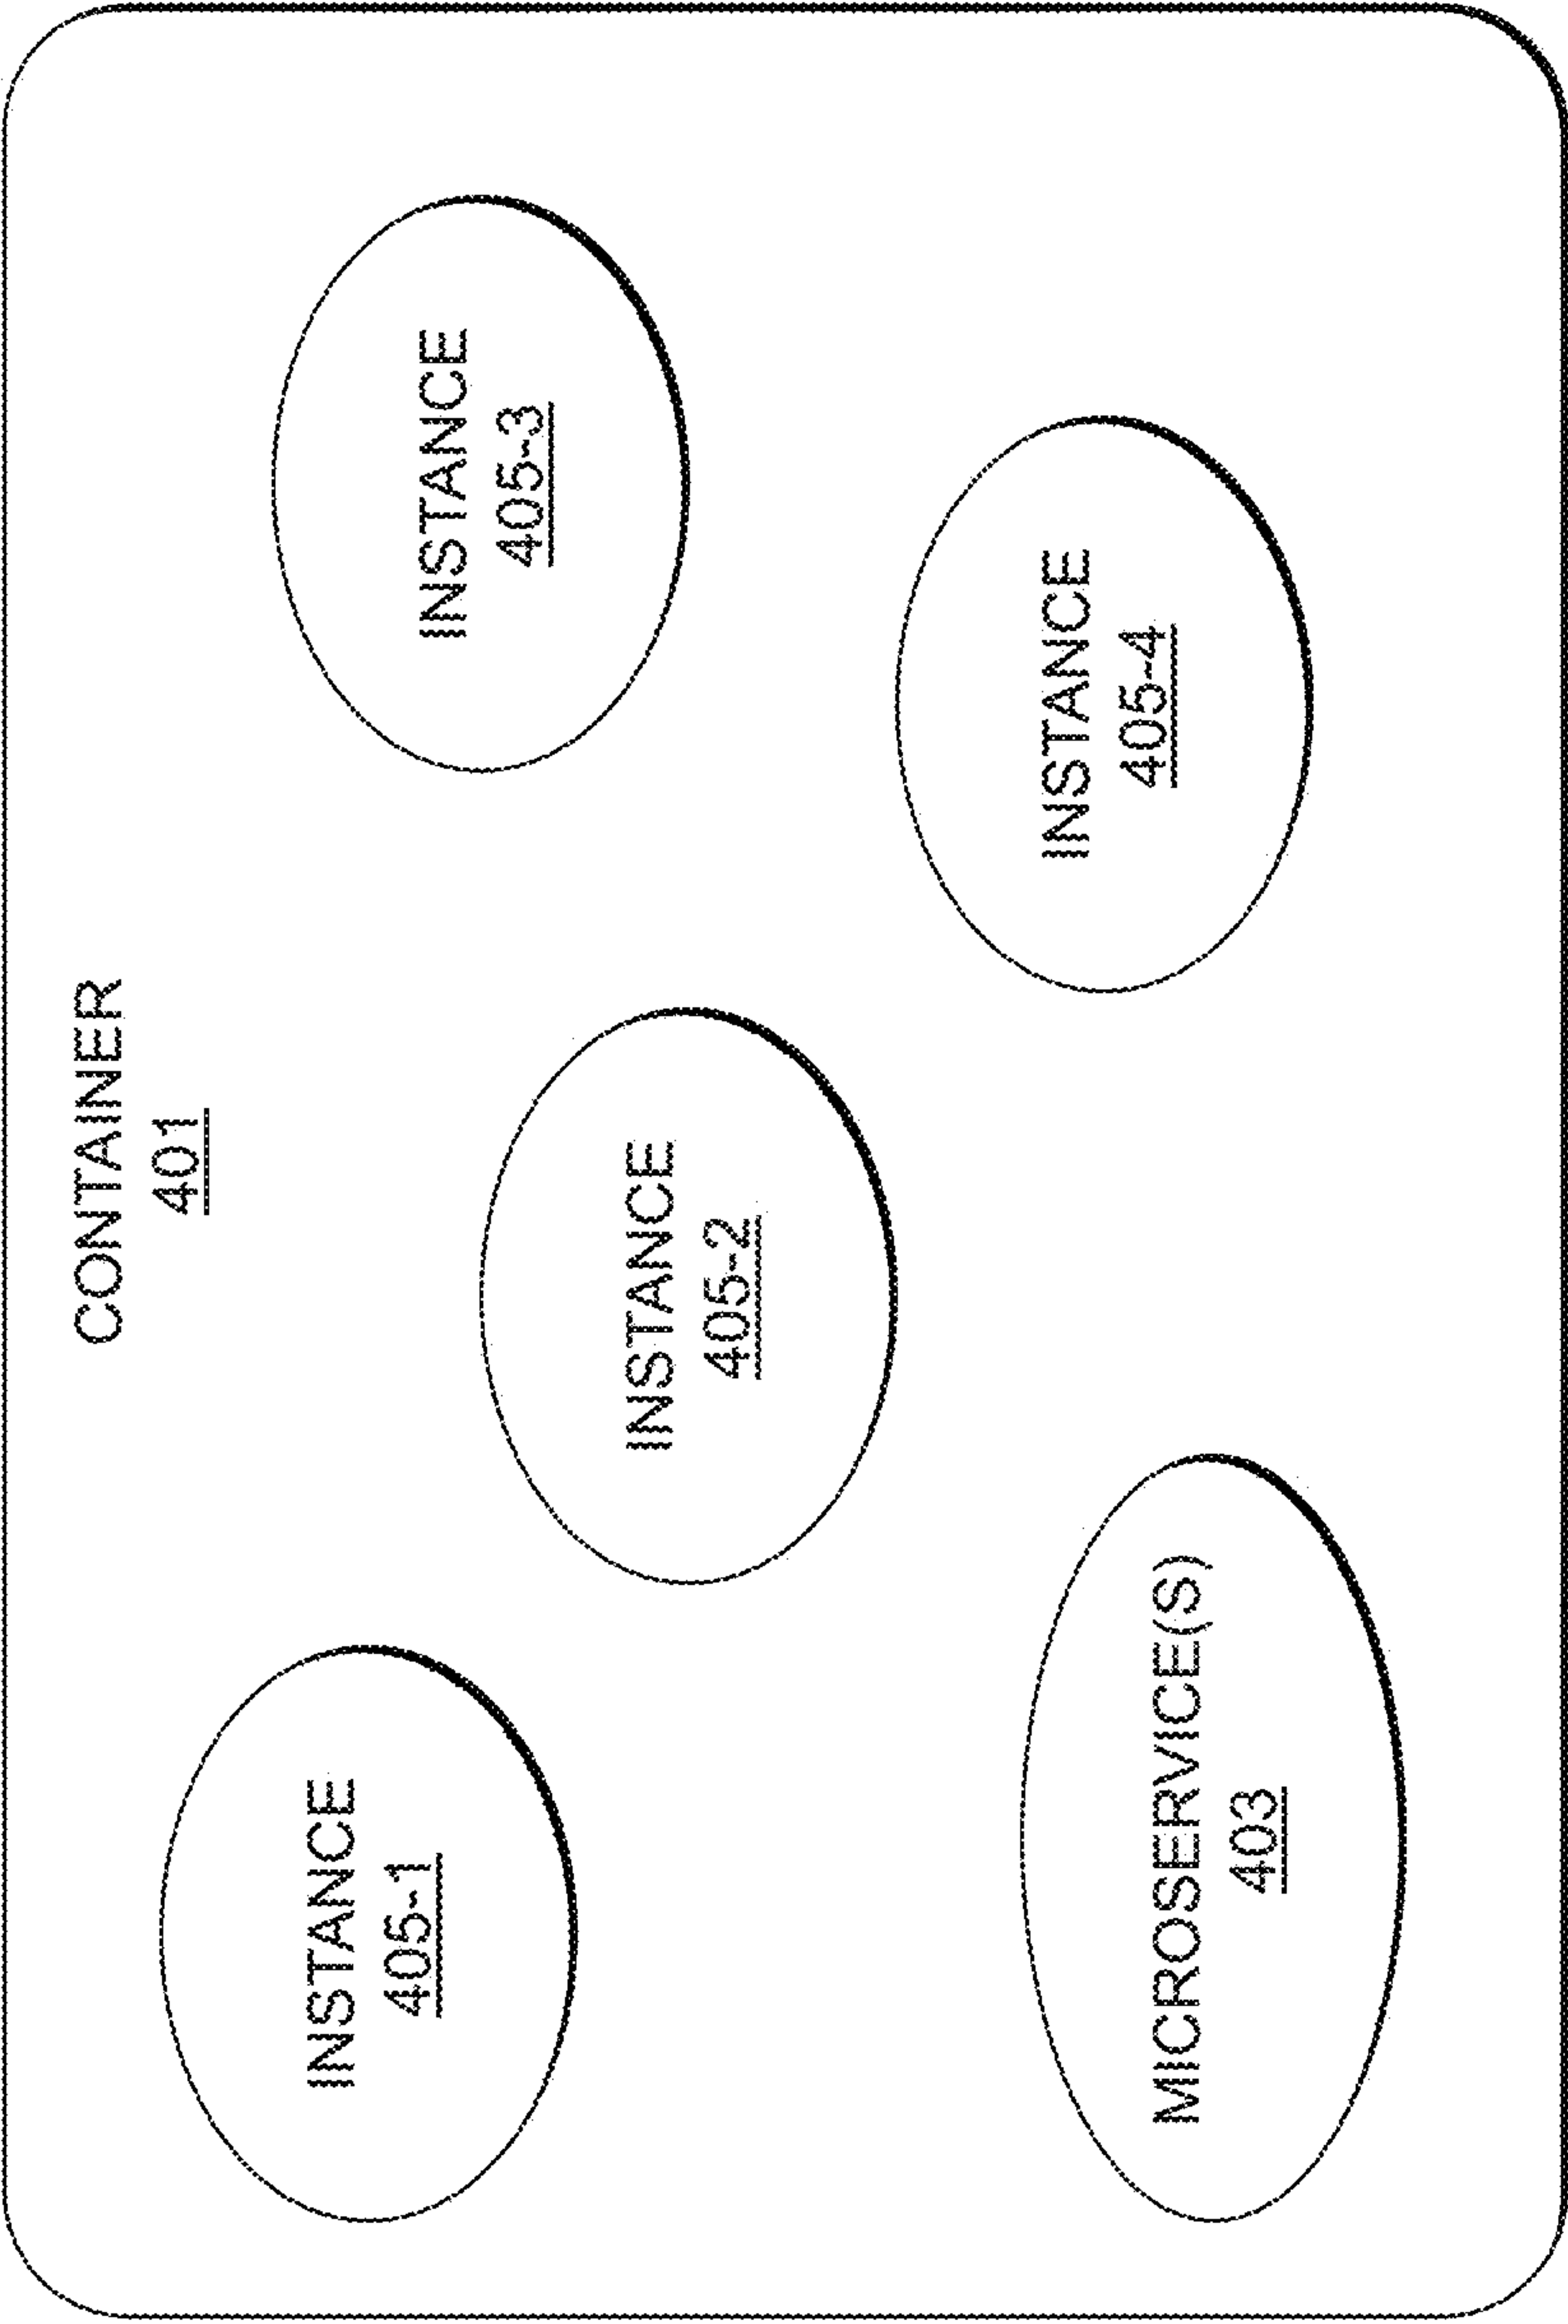 CONTAINER
401
INSTANCE
405-1
INSTANCE
405-2
INSTANCE
405-3
MICROSERVICE(S)
403
INSTANCE
405-4